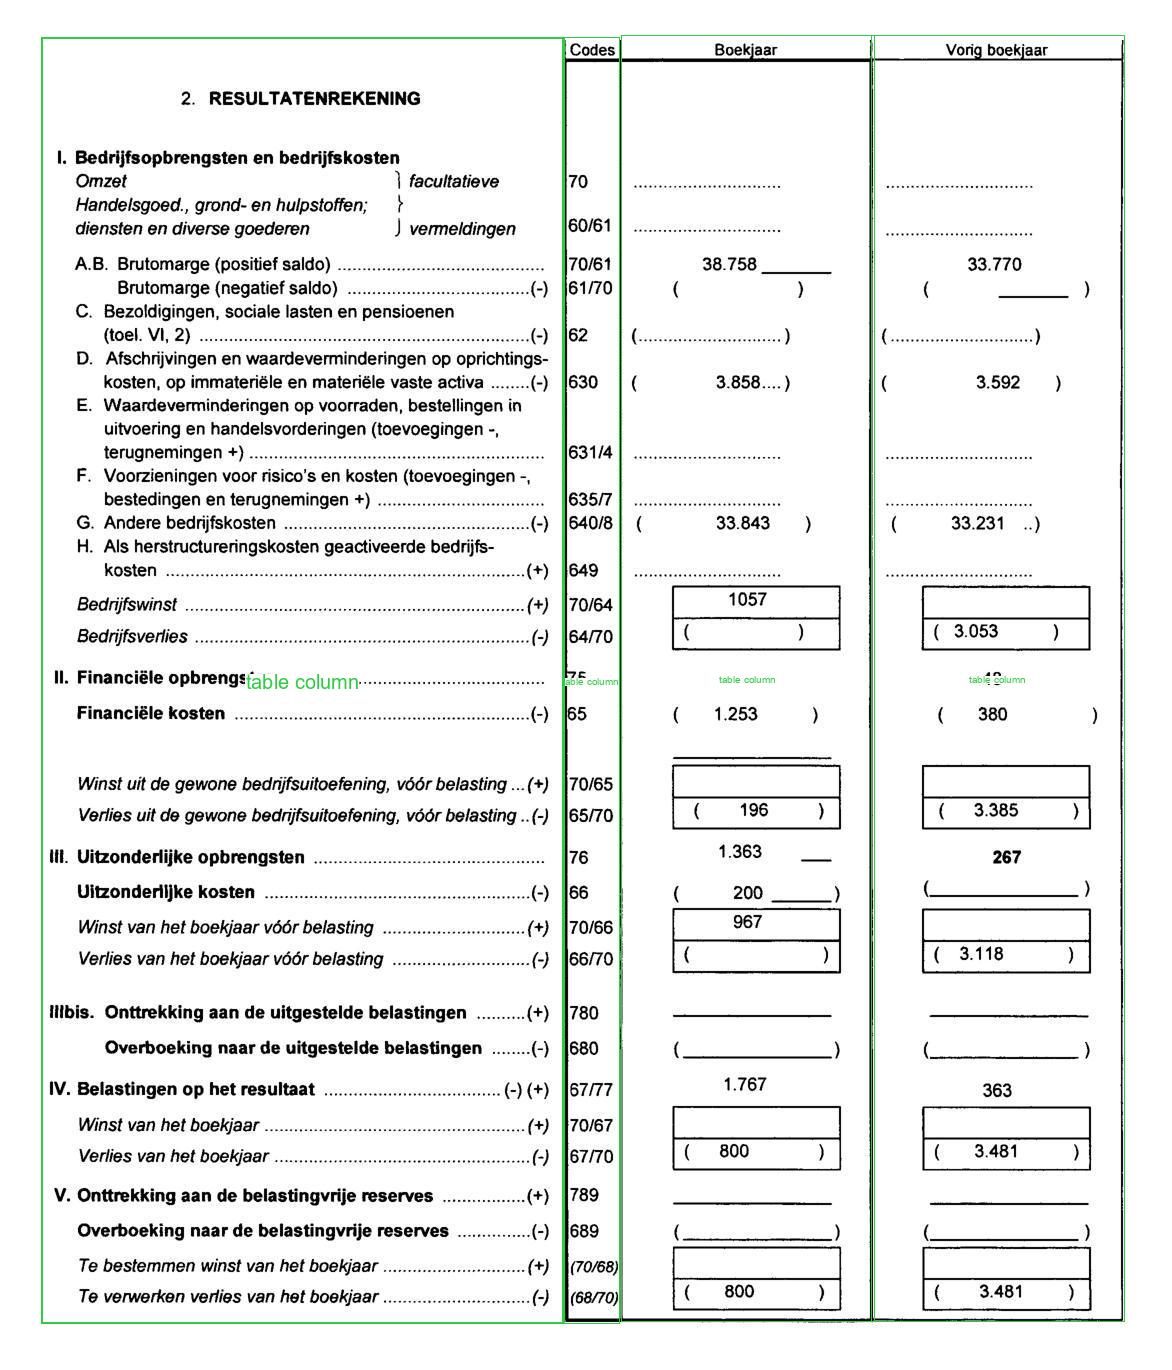 Codes Boekjaar Vorig boekjaar
2. RESULTATENREKENING
I. Bedrijfsopbrengsten en bedrijfskosten
Omzet } facultatieve 70 ............................ ............................
Handelsgoed., grond- en hulpstoffen; }
diensten en diverse goederen } vermeldingen 60/61 ............................ ............................
A.B. Brutomarge (positief saldo) ............................ 70/61 38.758 33.770
Brutomarge (negatief saldo) ............................(-) 61/70 ( ) ( )
C. Bezoldigingen, sociale lasten en pensioenen
(toel. VI, 2) ............................(-) 62 (............................) (............................)
D. Afschrijvingen en waardeverminderingen op oprichtings-
kosten, op immateriële en materiële vaste activa ........(-) 630 ( 3.858....) ( 3.592 )
E. Waardeverminderingen op voorraden, bestellingen in
uitvoering en handelsvorderingen (toevoegingen -,
terugnemingen +) ............................ 631/4 ............................ ............................
F. Voorzieningen voor risico's en kosten (toevoegingen -,
bestedingen en terugnemingen +) ............................ 635/7 ............................ ............................
G. Andere bedrijfskosten ............................(-) 640/8 ( 33.843 ) ( 33.231 ..)
H. Als herstructureringskosten geactiveerde bedrijfs-
kosten ............................(+) 649 ............................ ............................
Bedrijfswinst ............................(+) 70/64 1057
Bedrijfsverlies ............................(-) 64/70 ( ) ( 3.053 )
II. Financiële table column ............................ table column table column table column
Financiële kosten ............................(-) 65 ( 1.253 ) ( 380 )
Winst uit de gewone bedrijfsuitoefening, vóór belasting ...(+) 70/65
Verlies uit de gewone bedrijfsuitoefening, vóór belasting ..(-) 65/70 ( 196 ) ( 3.385 )
III. Uitzonderlijke opbrengsten ............................ 76 1.363 267
Uitzonderlijke kosten ............................(-) 66 ( 200 ) ( )
Winst van het boekjaar vóór belasting ............................(+) 70/66 967
Verlies van het boekjaar vóór belasting ............................(-) 66/70 ( ) ( 3.118 )
IIIbis. Onttrekking aan de uitgestelde belastingen ..........(+) 780
Overboeking naar de uitgestelde belastingen ........(-) 680 ( ) ( )
IV. Belastingen op het resultaat ............................ (-) (+) 67/77 1.767 363
Winst van het boekjaar ............................(+) 70/67
Verlies van het boekjaar ............................(-) 67/70 ( 800 ) ( 3.481 )
V. Onttrekking aan de belastingvrije reserves ................(+) 789
Overboeking naar de belastingvrije reserves ..............(-) 689 ( ) ( )
Te bestemmen winst van het boekjaar ............................(+) (70/68)
Te verwerken verlies van het boekjaar ............................(-) (68/70) ( 800 ) ( 3.481 )